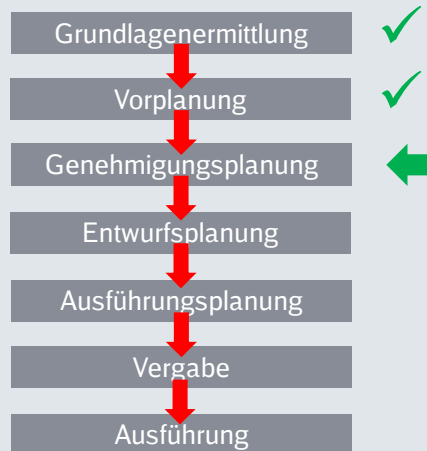 Grundlagenermittlung
Vorplanung
Genehmigungsplanung
Entwurfsplanung
Ausführungsplanung
Vergabe
Ausführung